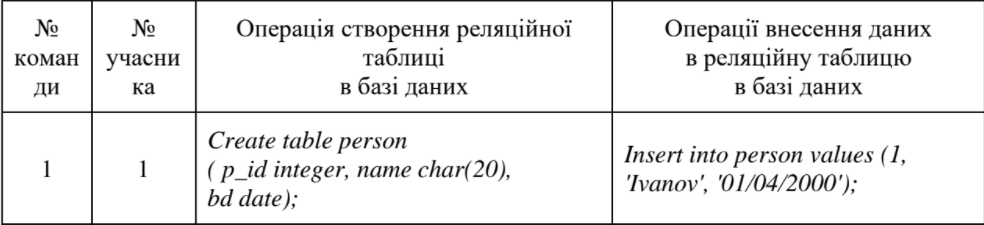 №
коман
ди
№
учасни
ка
Операція створення реляційної
таблиці
в базі даних
Операції внесення даних
в реляційну таблицю
в базі даних
1
1
Create table person
( p_id integer, name char(20),
bd date);
Insert into person values (1,
'Ivanov', '01/04/2000');